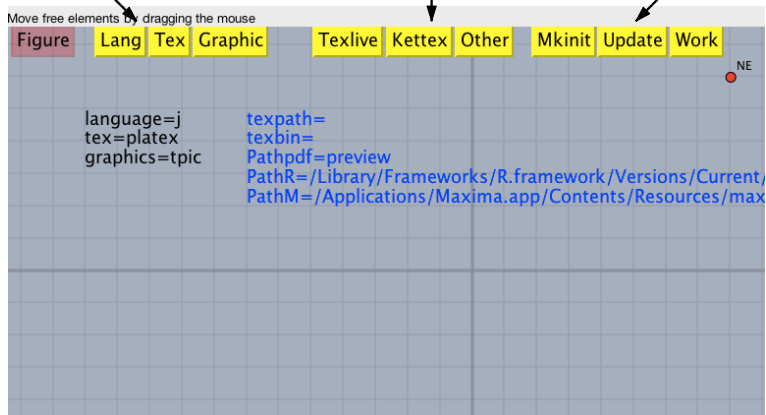 Move free elements by dragging the mouse
Figure Lang Tex Graphic Texlive Kettex Other Mkinit Update Work
NE
language=j
tex=platex
graphics=tpic
texpath=
texbin=
Pathpdf=preview
PathR=/Library/Frameworks/R.framework/Versions/Current/
PathM=/Applications/Maxima.app/Contents/Resources/max